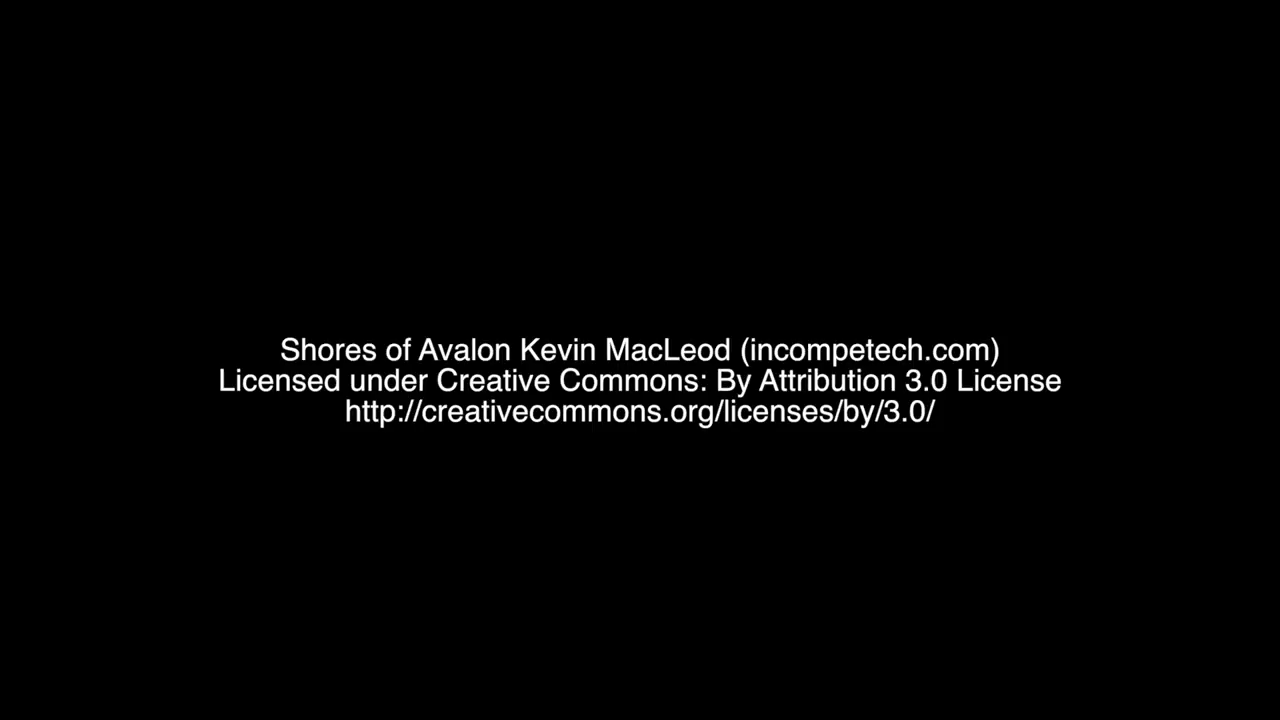 Shores of Avalon Kevin MacLeod (incompetech.com)
Licensed under Creative Commons: By Attribution 3.0 License
http://creativecommons.org/licenses/by/3.0/